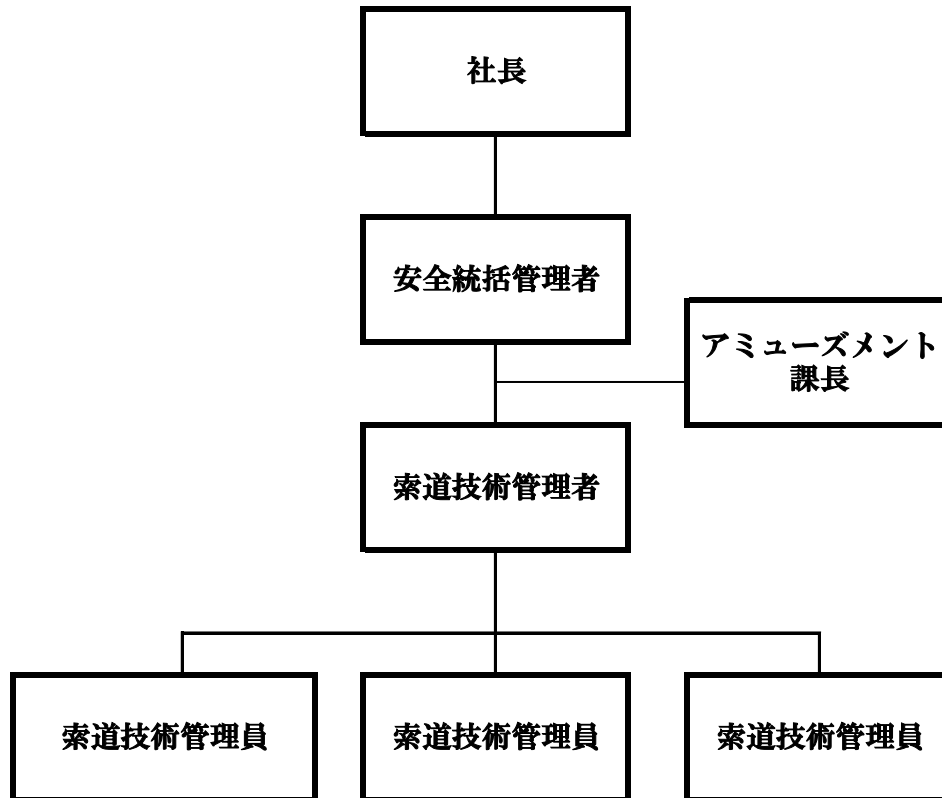 社長
安全統括管理者
アミューズメント
課長
索道技術管理者
索道技術管理員
索道技術管理員
索道技術管理員